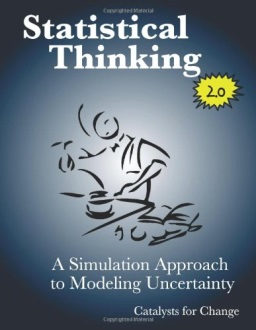 Statistical
Thinking
2.0
A Simulation Approach
to Modeling Uncertainty
Catalysts for Change